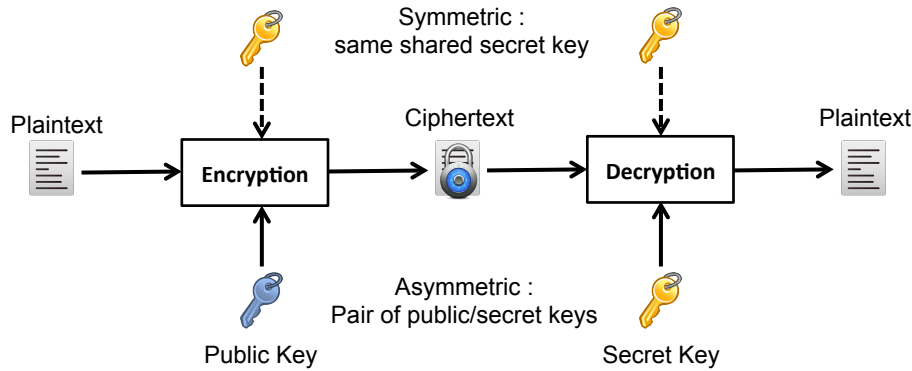 Symmetric :
same shared secret key
Plaintext
Ciphertext
Plaintext
Encryption
Decryption
Asymmetric :
Pair of public/secret keys
Public Key
Secret Key